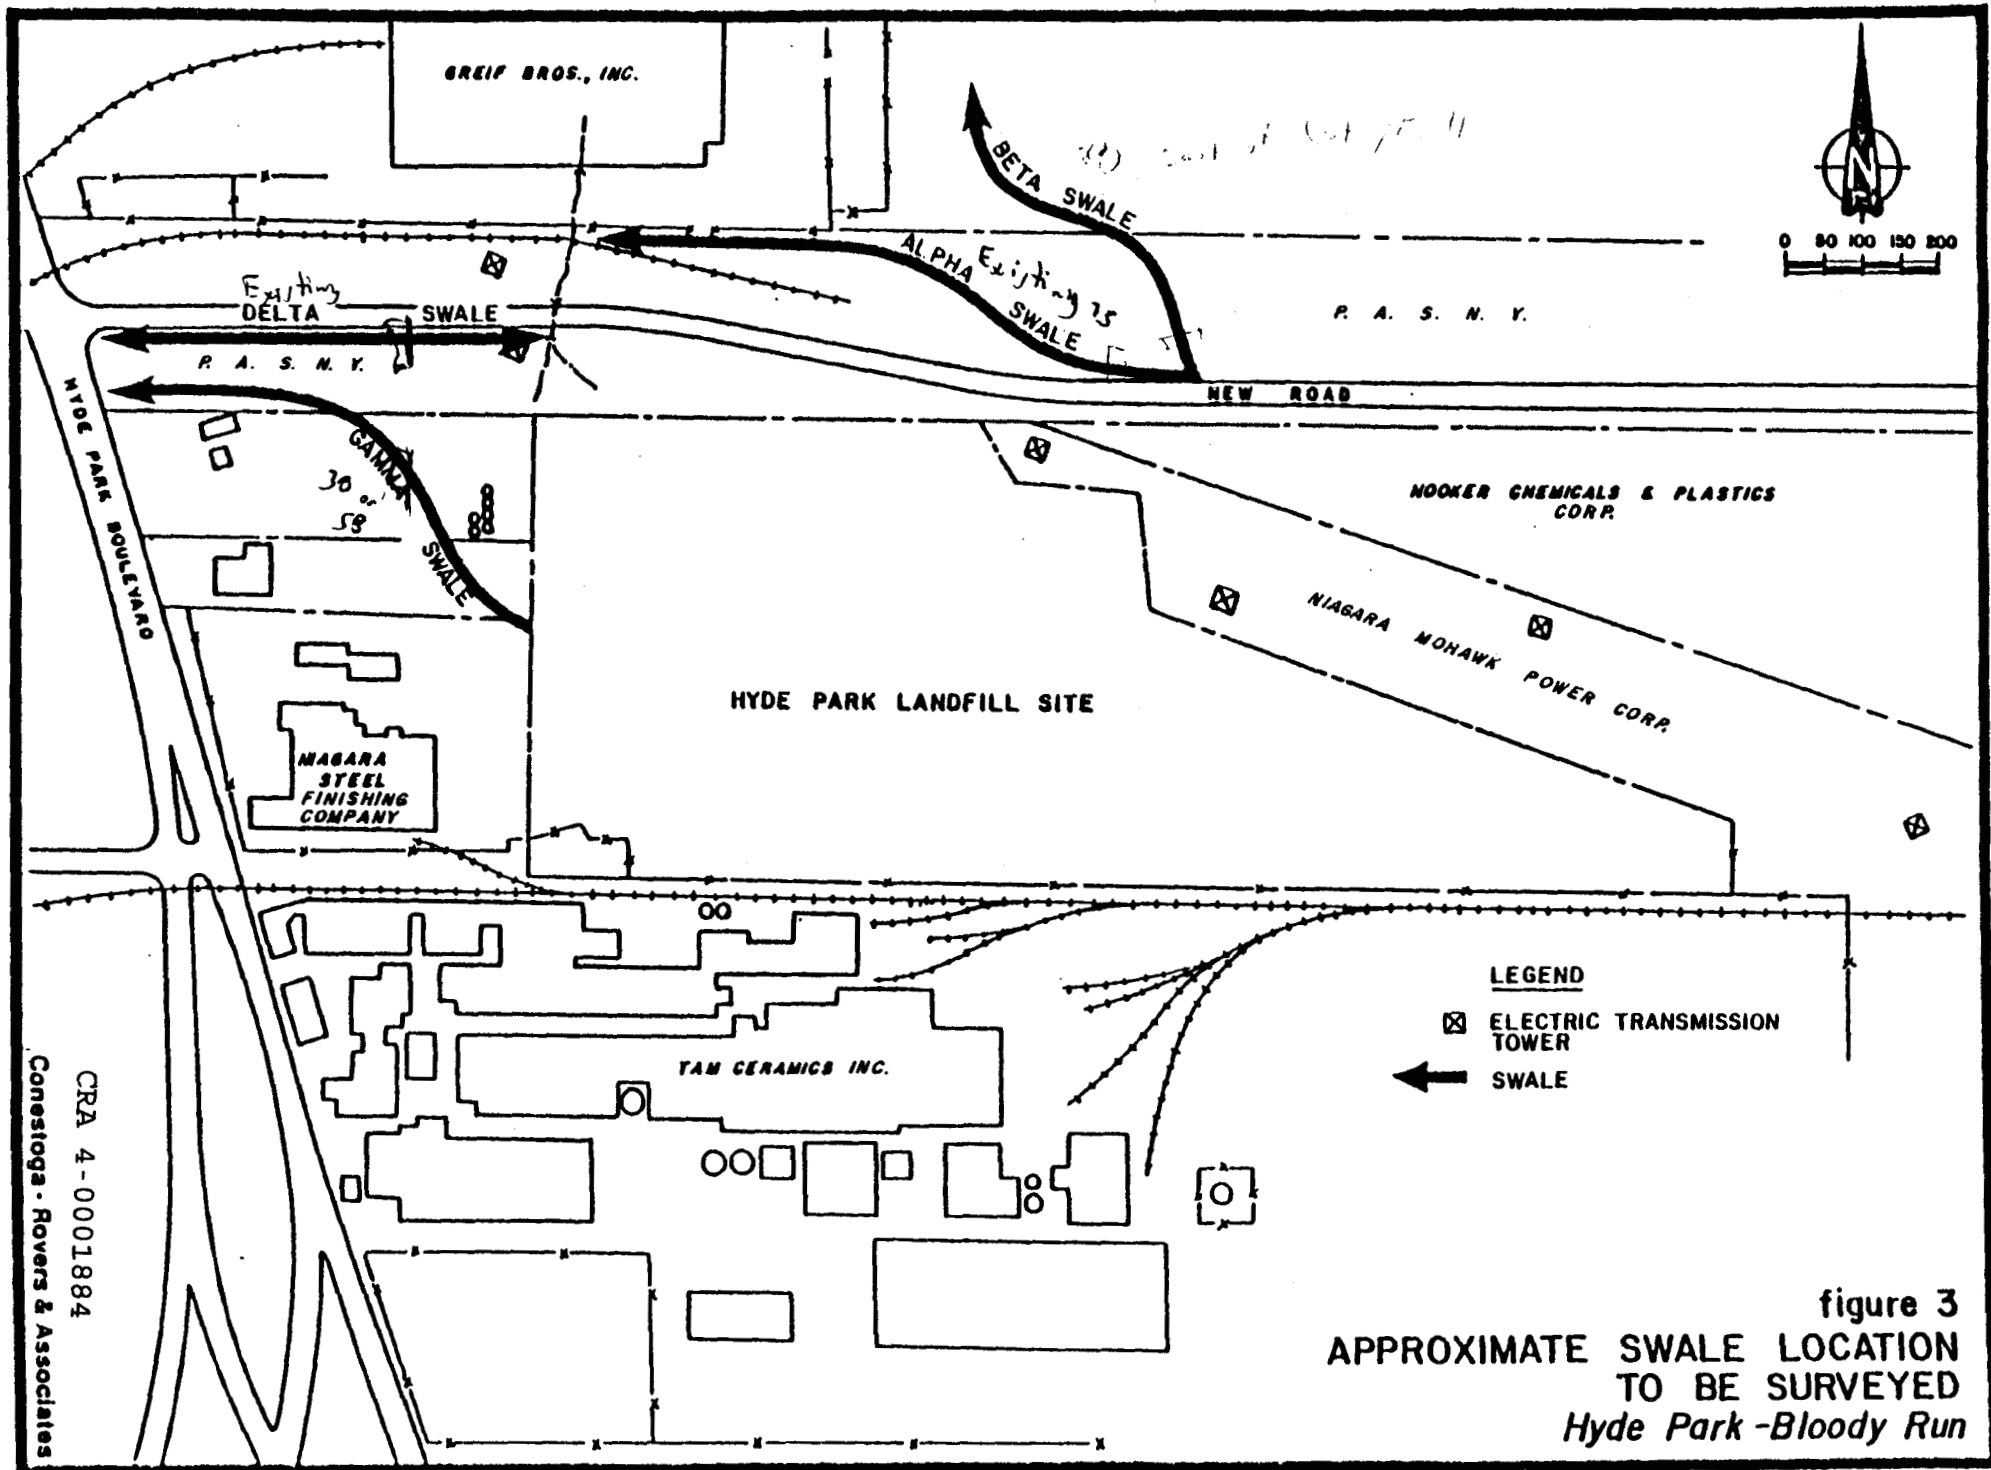 GREIF BROS., INC.
BETA SWALE
N
0 50 100 150 200
ALPHA SWALE
Existing
75
Existing
DELTA SWALE
P. A. S. N. Y.
P. A. S. N. Y.
NEW ROAD
HYDE PARK BOULEVARD
GAMMA SWALE
30 or
58
HOOKER CHEMICALS & PLASTICS
CORP.
NIAGARA MOHAWK POWER CORP.
HYDE PARK LANDFILL SITE
NIAGARA
STEEL
FINISHING
COMPANY
TAM CERAMICS INC.
LEGEND
ELECTRIC TRANSMISSION
TOWER
SWALE
CRA 4-0001884
Conestoga-Rovers & Associates
figure 3
APPROXIMATE SWALE LOCATION
TO BE SURVEYED
Hyde Park-Bloody Run